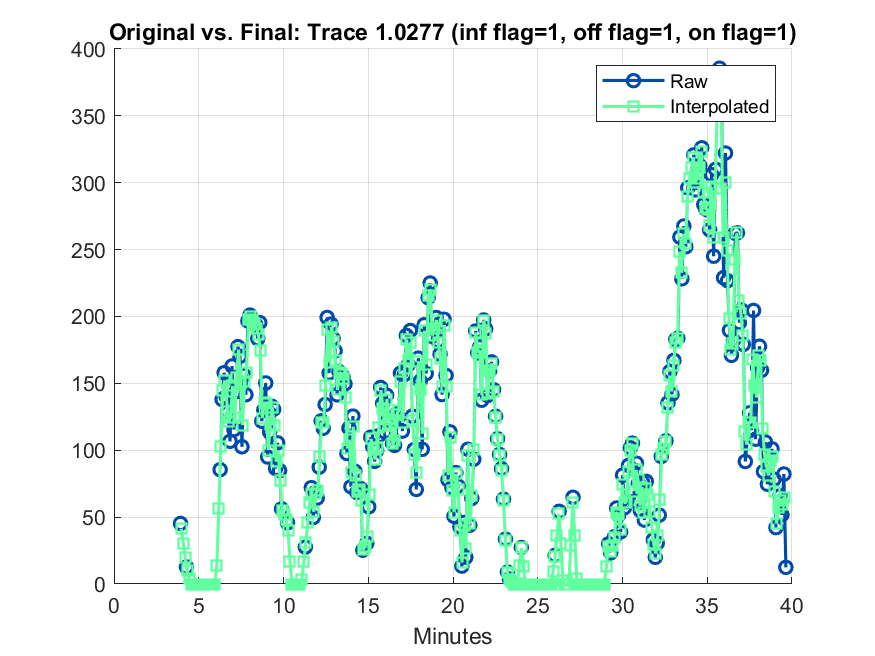 Original vs. Final: Trace 1.0277 (inf flag=1, off flag=1, on flag=1)
400
350
300
250
200
150
100
50
0
Raw
Interpolated
0 5 10 15 20 25 30 35 40
Minutes